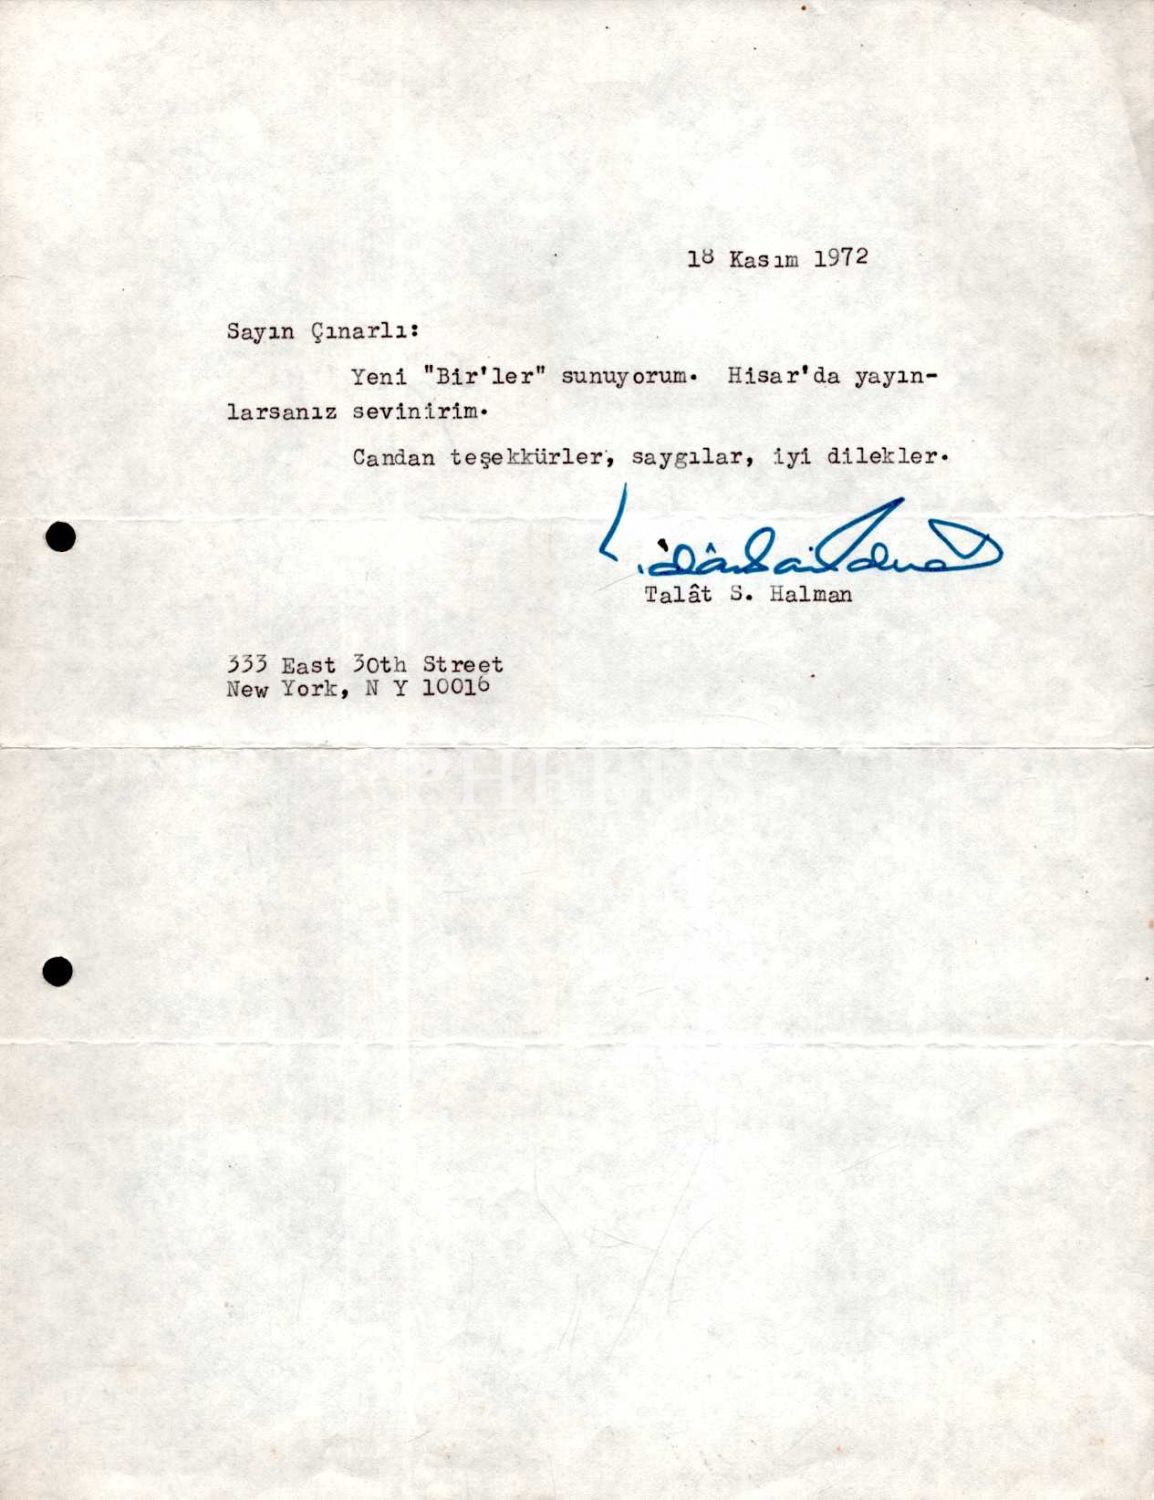 18 Kasım 1972
Sayın Çınarlı:
Yeni "Bir'ler" sunuyorum. Hisar'da yayın-
larsanız sevinirim.
Candan teşekkürler, saygılar, iyi dilekler.
Talât S. Halman
333 East 30th Street
New York, N Y 10016